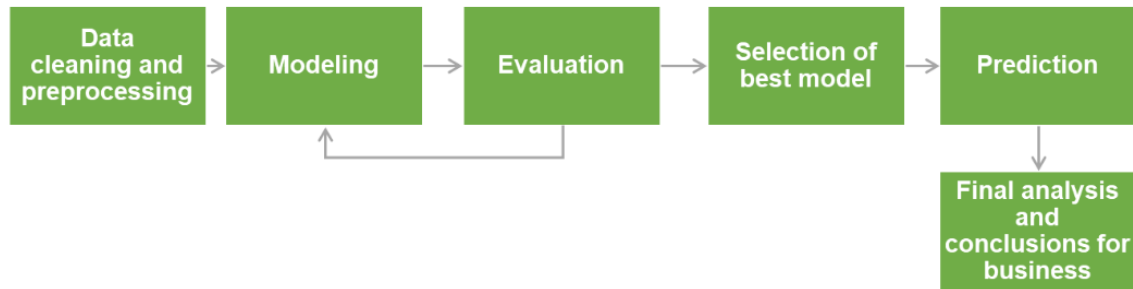 Data
cleaning and
preprocessing
Modeling
Evaluation
Selection of
best model
Prediction
Final analysis
and
conclusions for
business